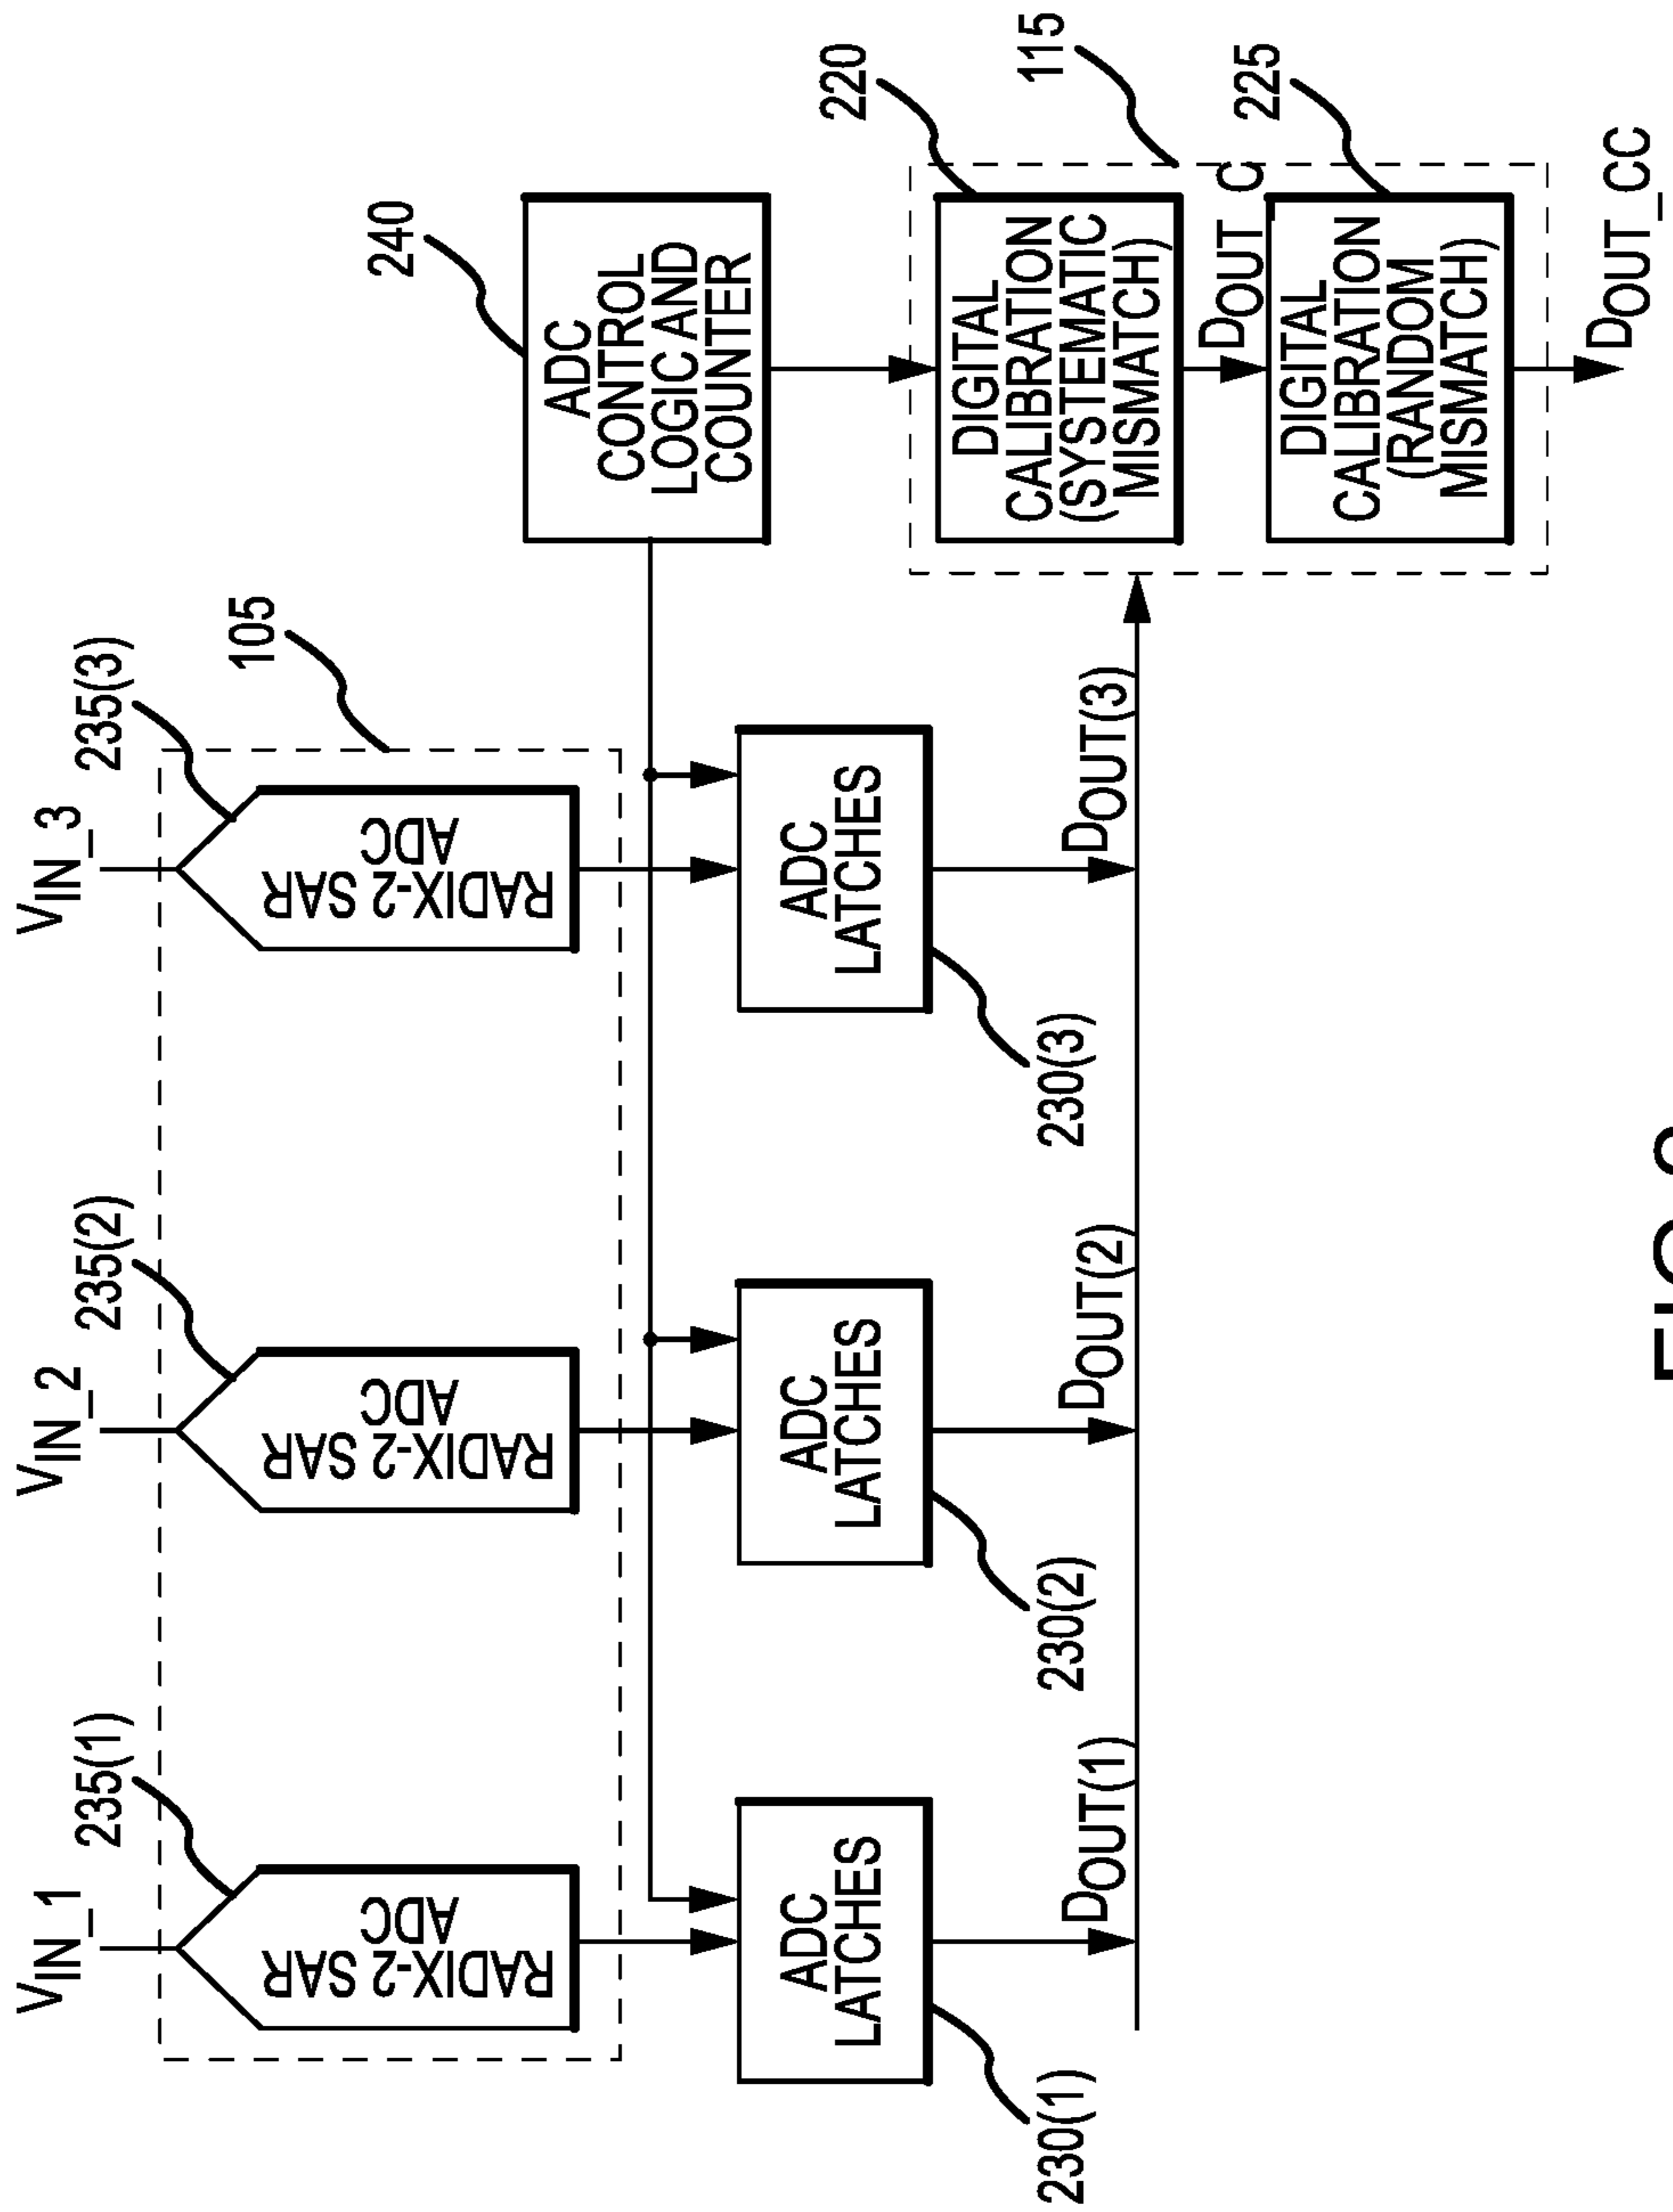 VIN_1
VIN_2
VIN_3
235(1)
235(2)
235(3)
105
RADIX-2 SAR
ADC
RADIX-2 SAR
ADC
RADIX-2 SAR
ADC
240
ADC
CONTROL
LOGIC AND
COUNTER
ADC
LATCHES
ADC
LATCHES
ADC
LATCHES
230(1)
230(2)
230(3)
220
115
DIGITAL
CALIBRATION
(SYSTEMATIC
MISMATCH)
DOUT(1)
DOUT(2)
DOUT(3)
DOUT_C
225
DIGITAL
CALIBRATION
(RANDOM
MISMATCH)
DOUT_CC